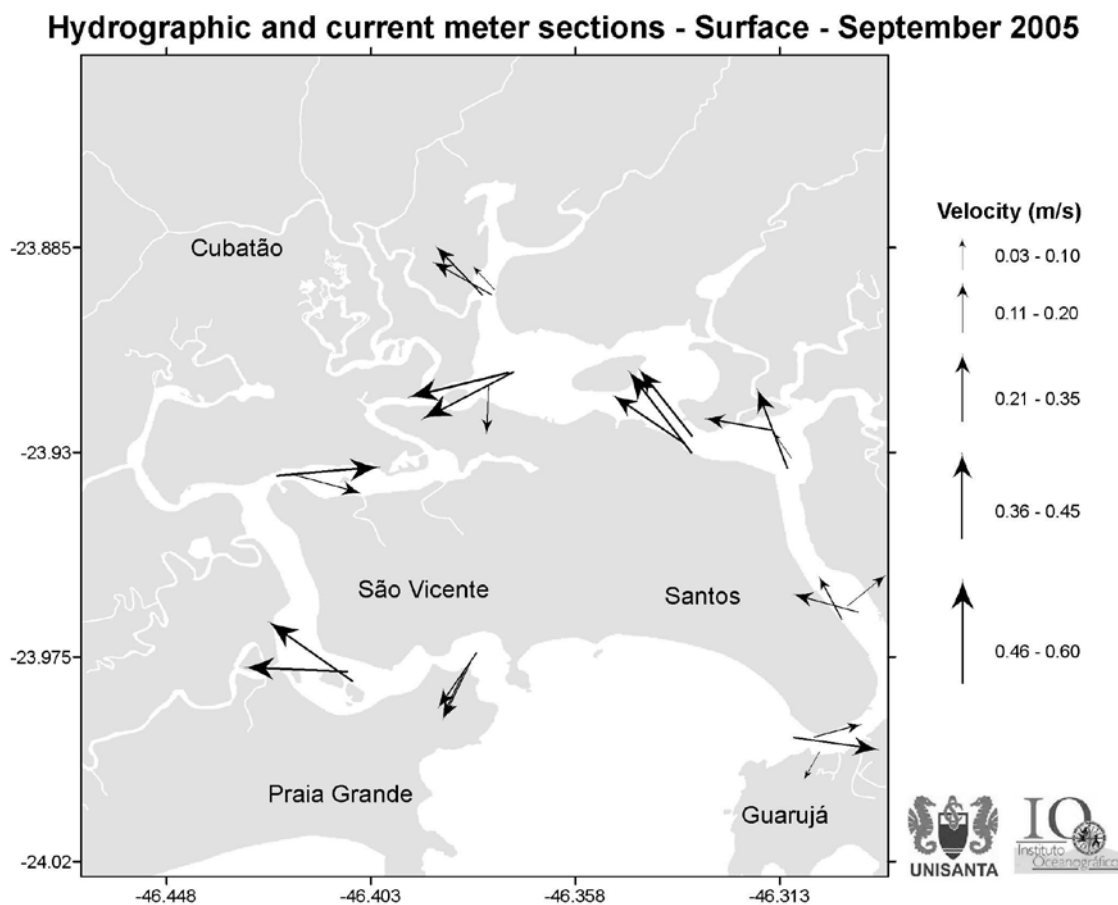 Hydrographic and current meter sections - Surface - September 2005
-23.885
-23.93
-23.975
-24.02
-46.448
-46.403
-46.358
-46.313
Cubatão
São Vicente
Santos
Praia Grande
Guarujá
Velocity (m/s)
0.03 - 0.10
0.11 - 0.20
0.21 - 0.35
0.36 - 0.45
0.46 - 0.60
UNISANTA
IO
Instituto
Oceanográfico